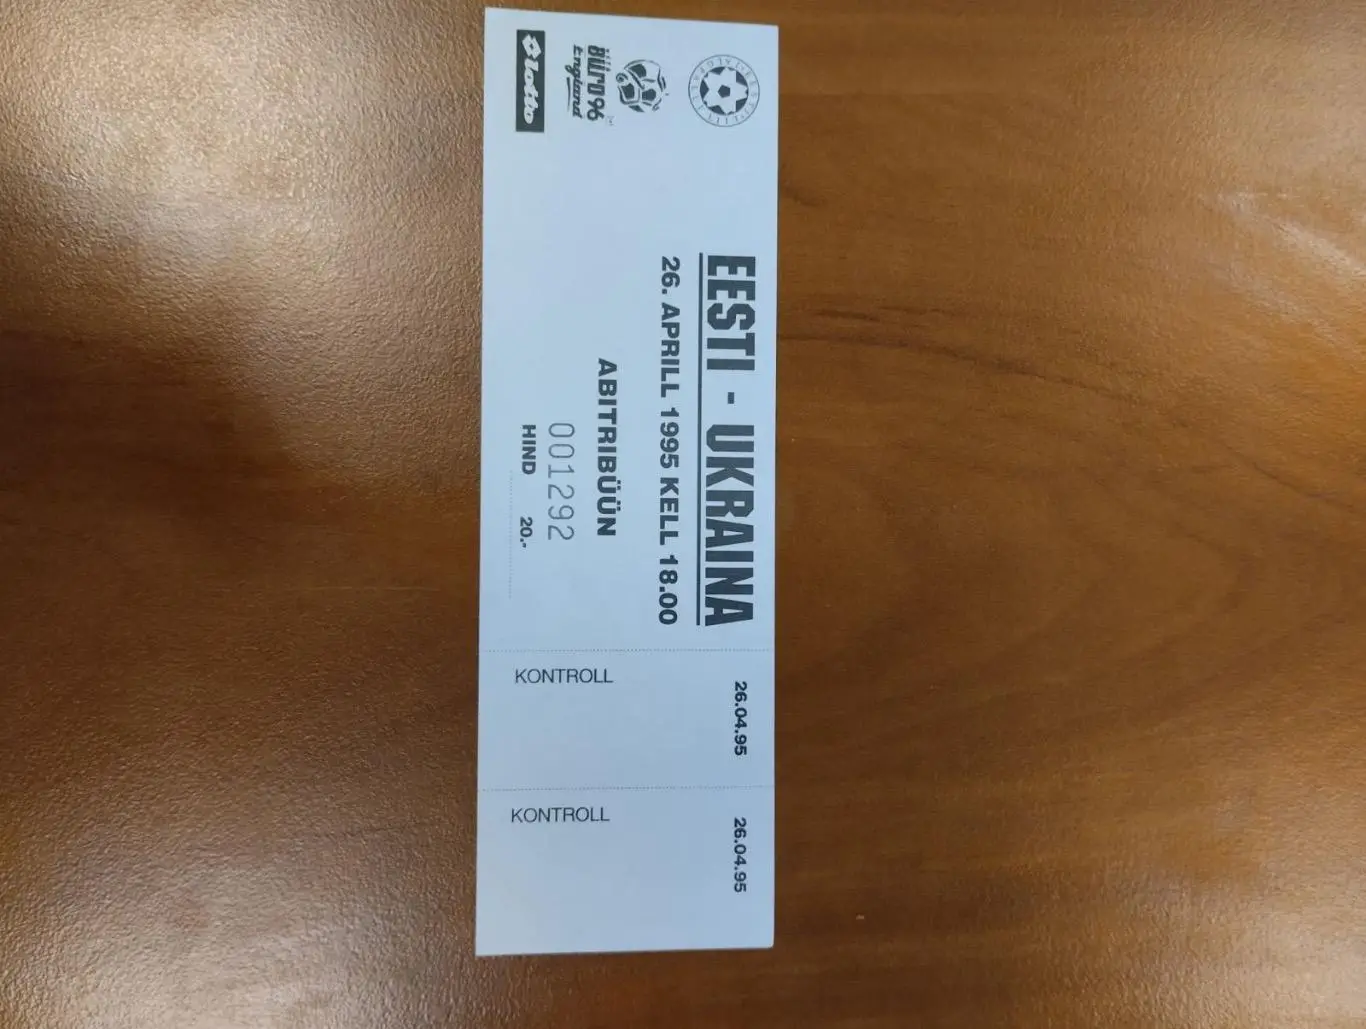 EESTI - UKRAINA
26. APRILL 1995 KELL 18.00
ABITRIBÜÜN
001292
HIND 20.-
EURO96
England
Lotto
26.04.95
KONTROLL
26.04.95
KONTROLL